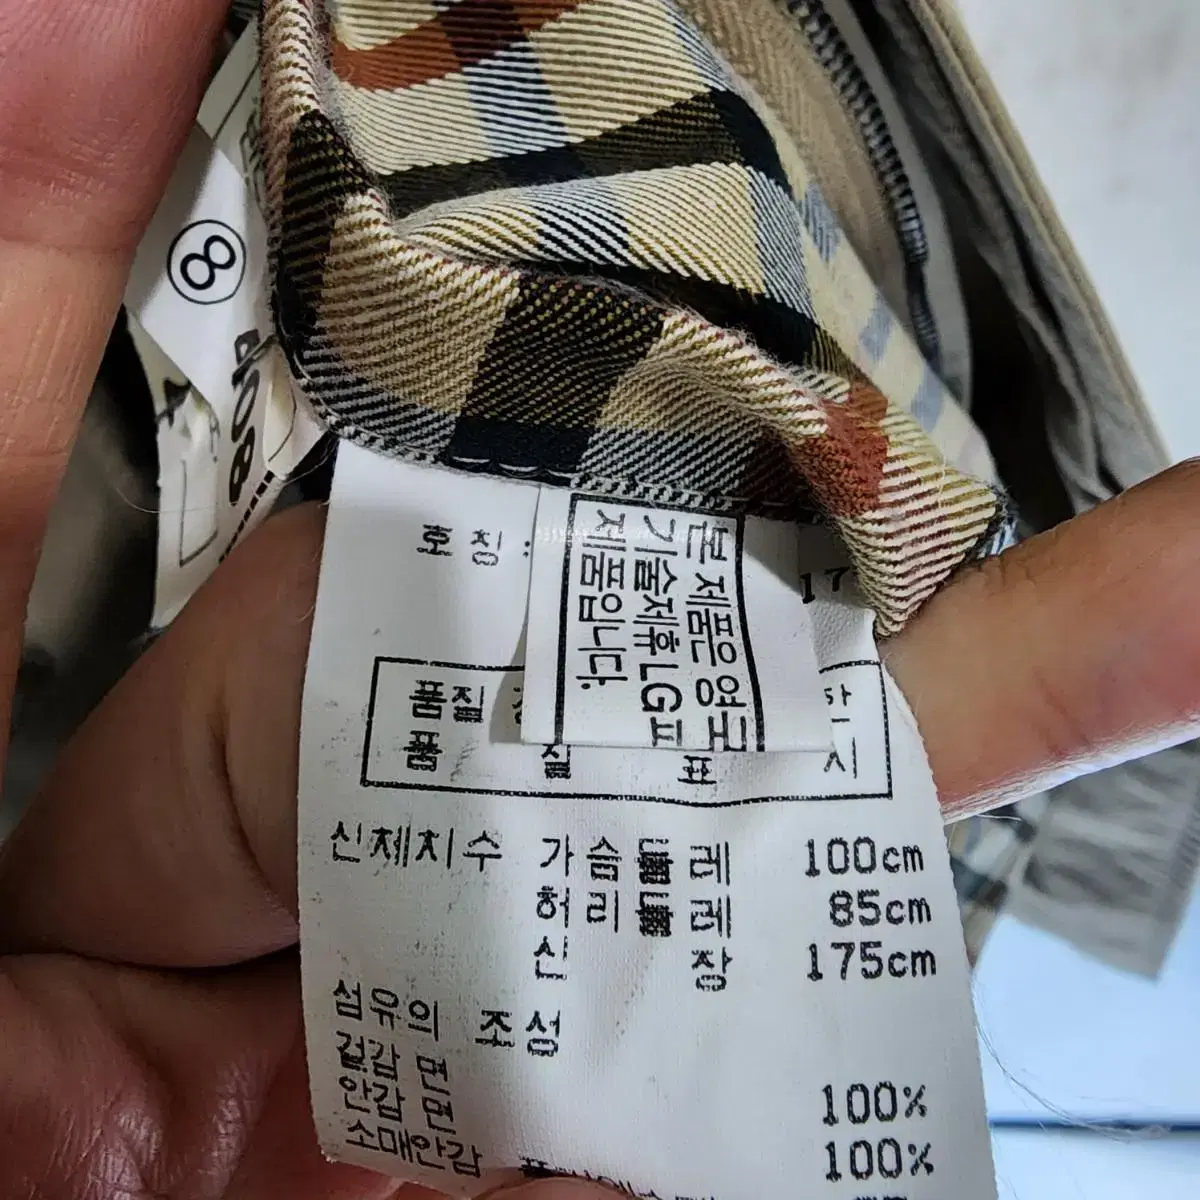 ⑧
호칭:
본 제품은 영국
기술제휴 LG프
제품입니다.
품질
품질표시
신체치수 가슴둘레 100cm
허리둘레 85cm
신장 175cm
섬유의 조성
겉감 면 100%
안감 면 100%
소매안감